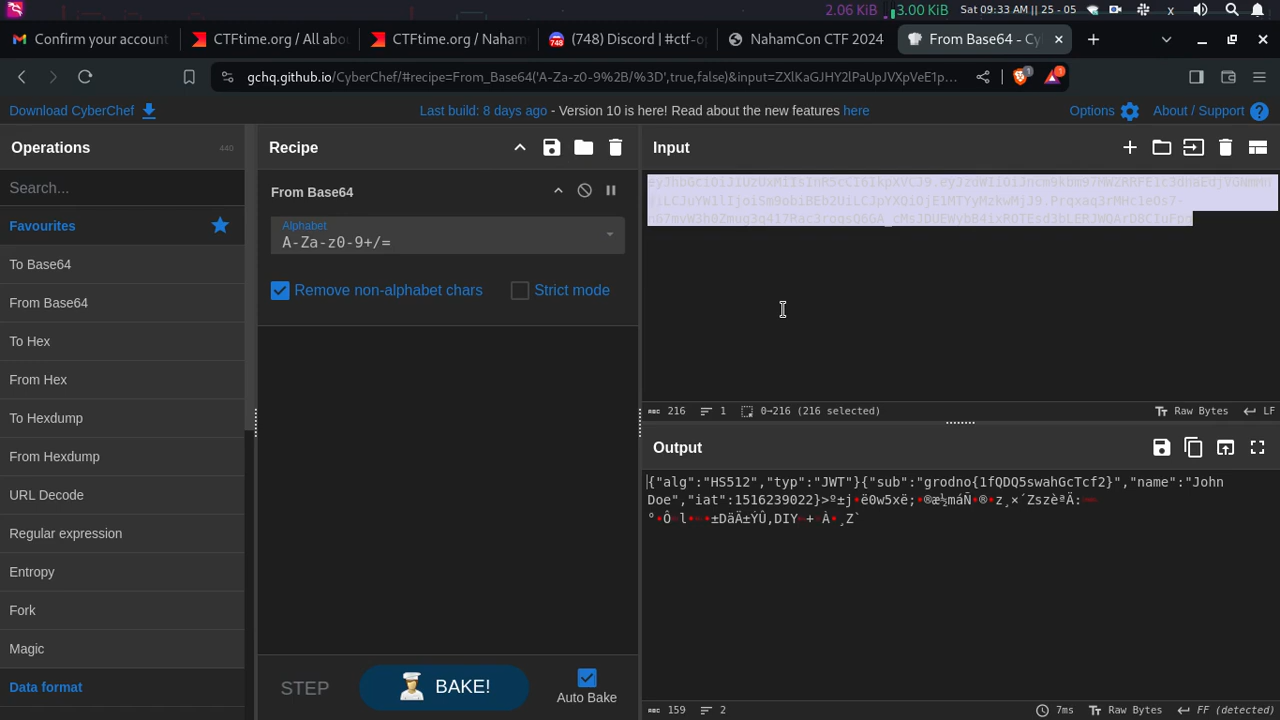 2.06 KiB 3.00 KiB Sat 09:33 AM || 25 - 05
Confirm your account
CTFtime.org / All abou
CTFtime.org / Naham
(748) Discord | #ctf-op
NahamCon CTF 2024
From Base64 - Cy
gchq.github.io/CyberChef/#recipe=From_Base64('A-Za-z0-9%2B/%3D',true,false)&input=ZXlKaGJHY2lPaUpJVXpVeE1p...
Download CyberChef
Last build: 8 days ago - Version 10 is here! Read about the new features here
Options
About / Support
Operations
440
Recipe
Input
Search...
From Base64
Favourites
Alphabet
A-Za-z0-9+/=
To Base64
Remove non-alphabet chars
Strict mode
From Base64
To Hex
From Hex
To Hexdump
216 1 0→216 (216 selected)
Raw Bytes LF
From Hexdump
Output
URL Decode
{"alg":"HS512","typ":"JWT"}{"sub":"grodno{1fQDQ5swahGcTcf2}","name":"John
Doe","iat":1516239022}
Regular expression
Entropy
Fork
Magic
Data format
STEP
BAKE!
Auto Bake
159 2
7ms Raw Bytes FF (detected)